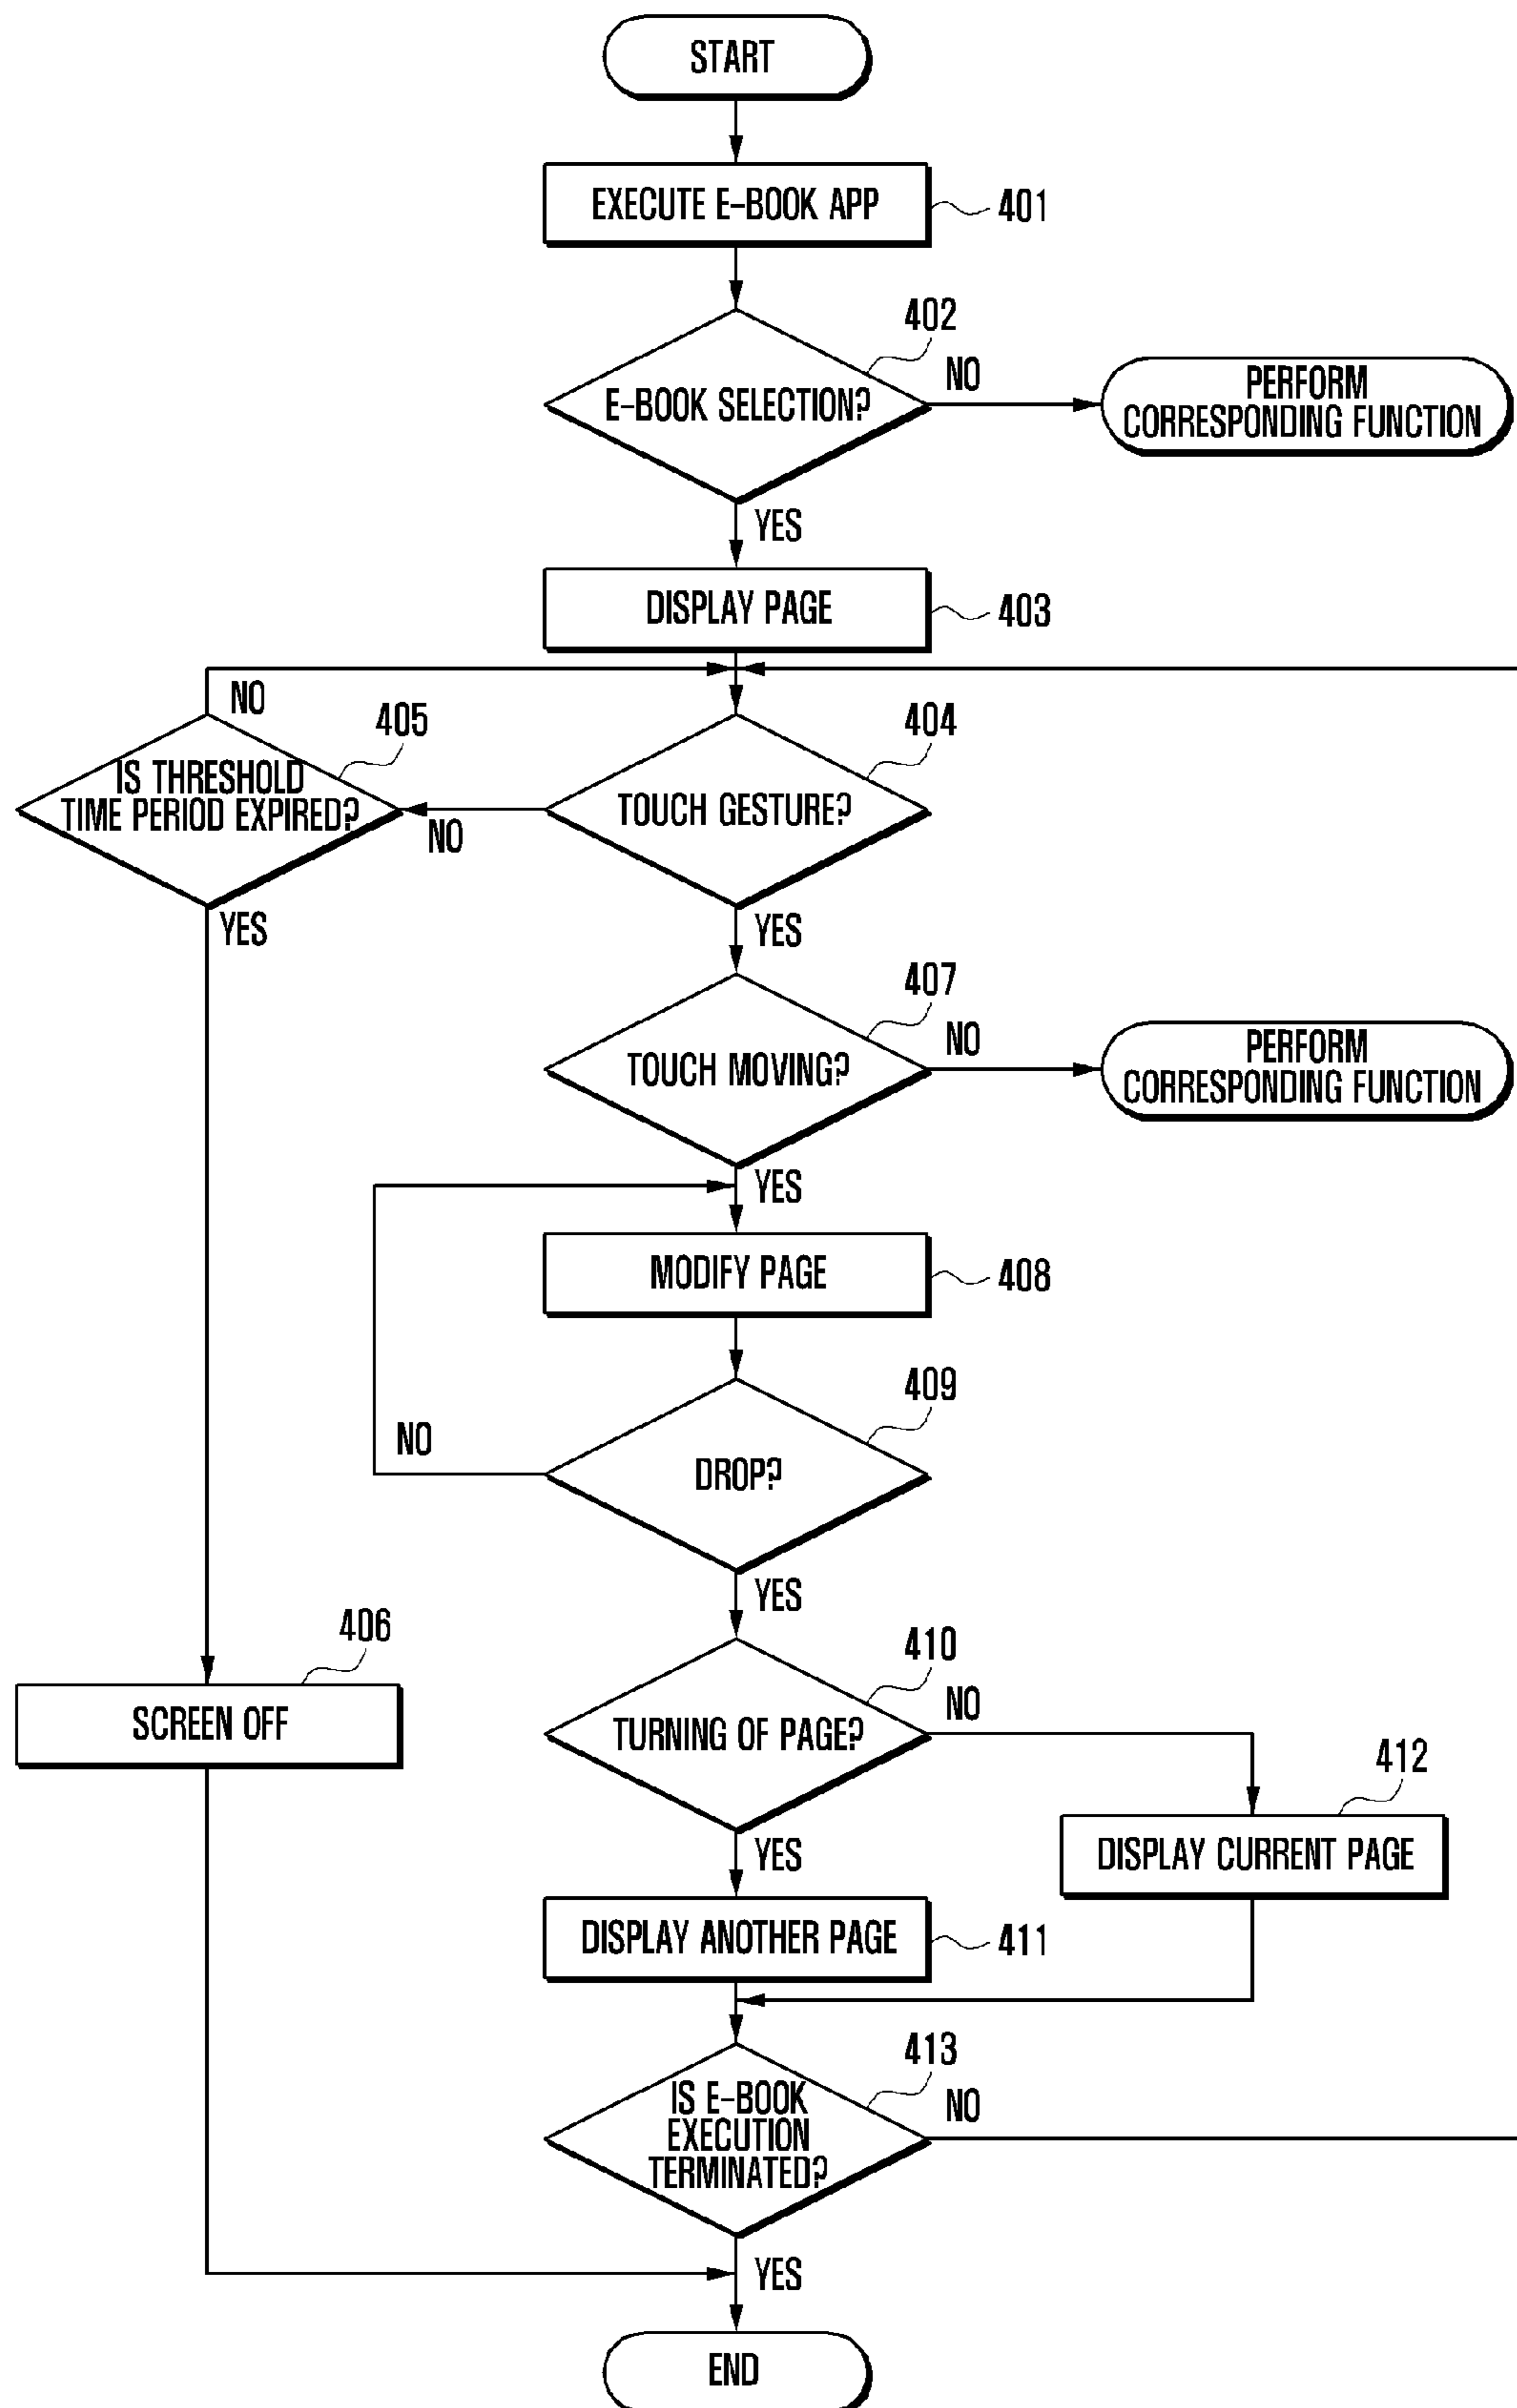 START
EXECUTE E-BOOK APP
401
402
E-BOOK SELECTION?
NO
PERFORM
CORRESPONDING FUNCTION
YES
DISPLAY PAGE
403
NO
405
404
IS THRESHOLD
TIME PERIOD EXPIRED?
NO
TOUCH GESTURE?
YES
YES
407
TOUCH MOVING?
NO
PERFORM
CORRESPONDING FUNCTION
YES
MODIFY PAGE
408
409
NO
DROP?
YES
406
SCREEN OFF
410
TURNING OF PAGE?
NO
412
DISPLAY CURRENT PAGE
YES
DISPLAY ANOTHER PAGE
411
413
IS E-BOOK
EXECUTION
TERMINATED?
NO
YES
END